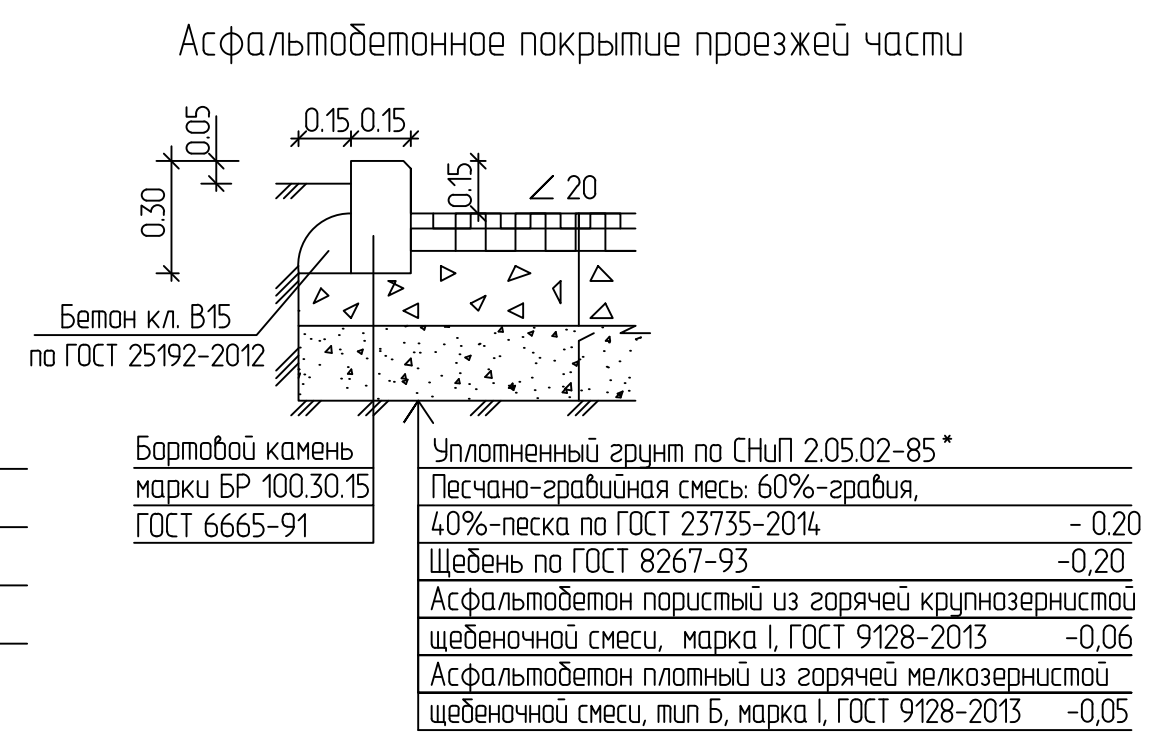 Асфальтобетонное покрытие проезжей части
0.05
0.15 0.15
0.30
0.15
∠ 20
Бетон кл. В15
по ГОСТ 25192-2012
Бортовой камень
марки БР 100.30.15
ГОСТ 6665-91
Уплотненный грунт по СНиП 2.05.02-85*
Песчано-гравийная смесь: 60%-гравия,
40%-песка по ГОСТ 23735-2014 - 0.20
Щебень по ГОСТ 8267-93 -0,20
Асфальтобетон пористый из горячей крупнозернистой
щебеночной смеси, марка I, ГОСТ 9128-2013 -0,06
Асфальтобетон плотный из горячей мелкозернистой
щебеночной смеси, тип Б, марка I, ГОСТ 9128-2013 -0,05